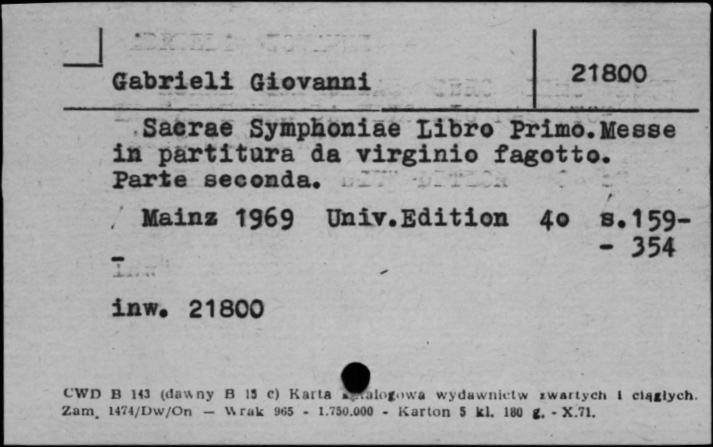 Gabrieli Giovanni 21800
Sacrae Symphoniae Libro Primo.Messe
in partitura da virginio fagotto.
Parte seconda.
Mainz 1969 Univ.Edition 4o s.159-
- 354
inw. 21800
CWD B 143 (dawny B 15 c) Karta wydawnictw zwartych i ciągłych.
Zam. 1474/Dw/On — Wrak 965 - 1.750.000 - Karton 5 kl. 180 g. - X.71.